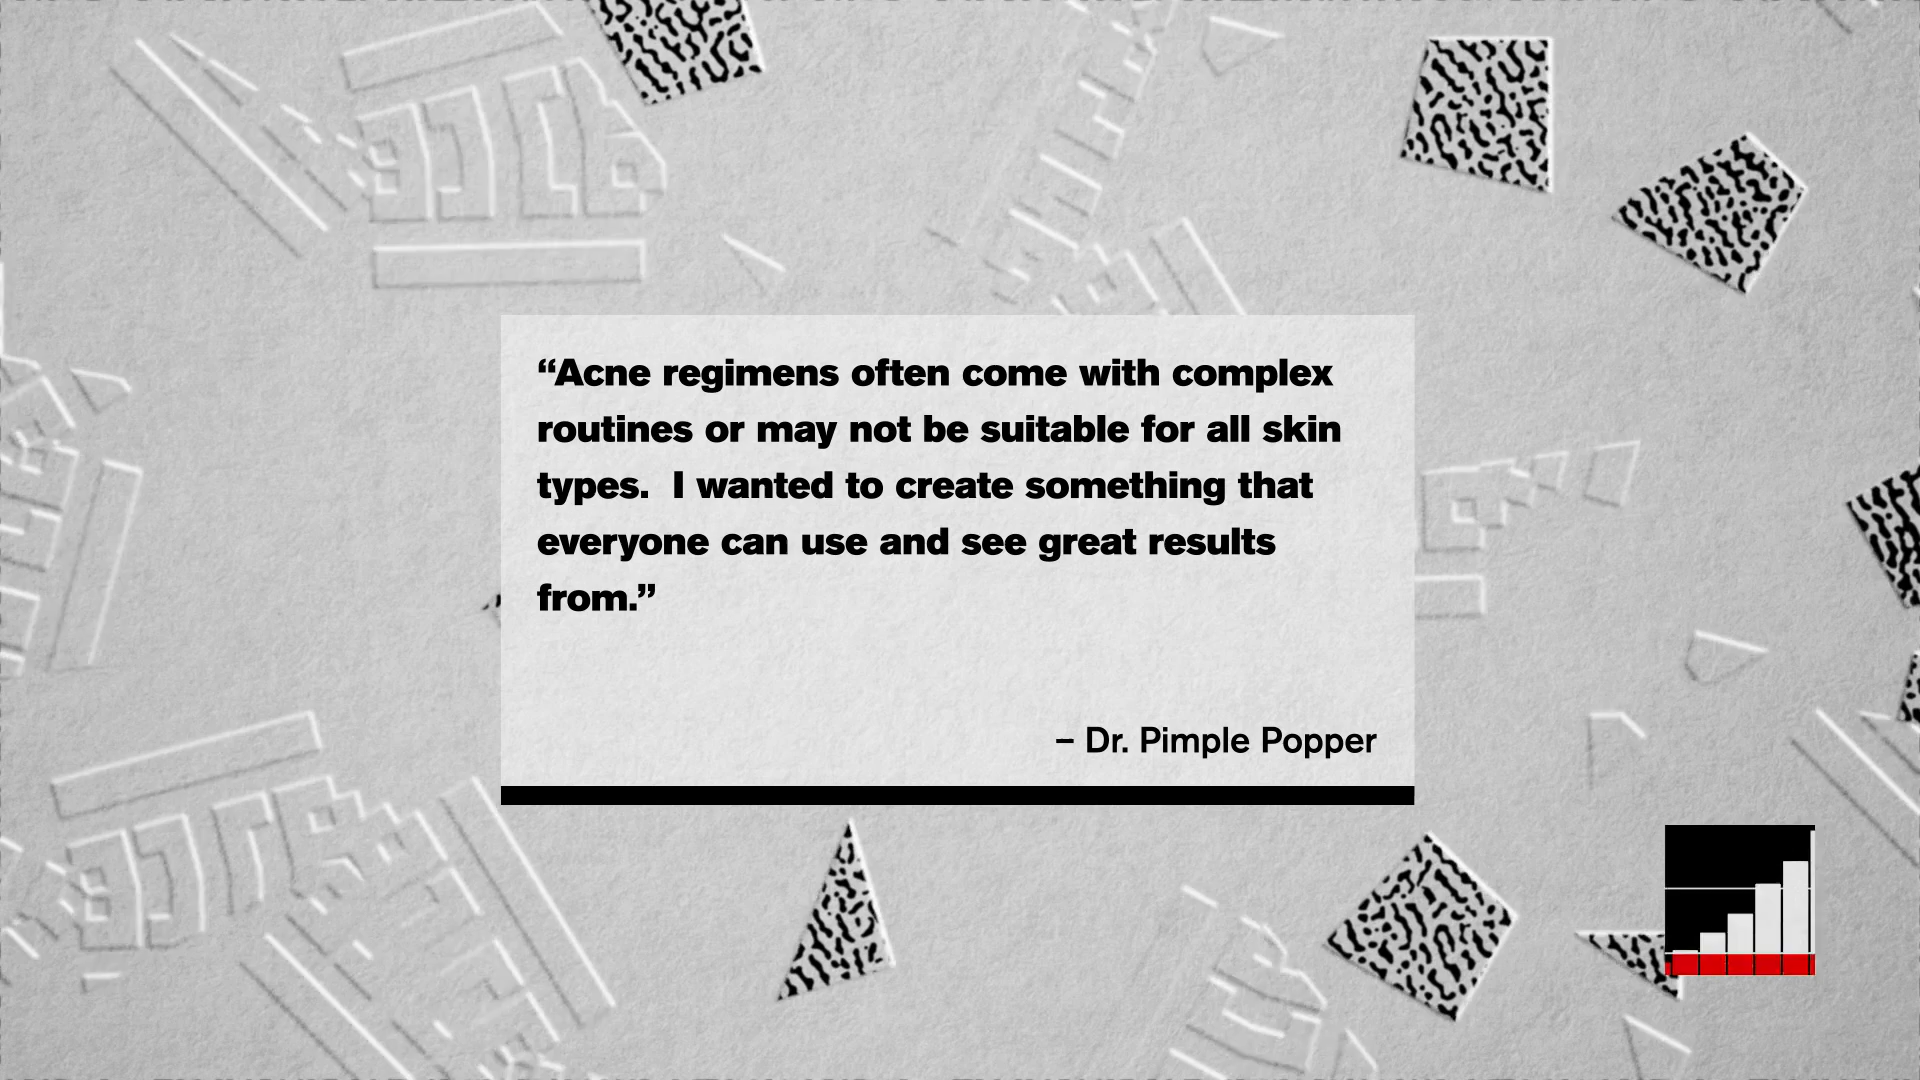 “Acne regimens often come with complex
routines or may not be suitable for all skin
types.  I wanted to create something that
everyone can use and see great results
from.”
– Dr. Pimple Popper